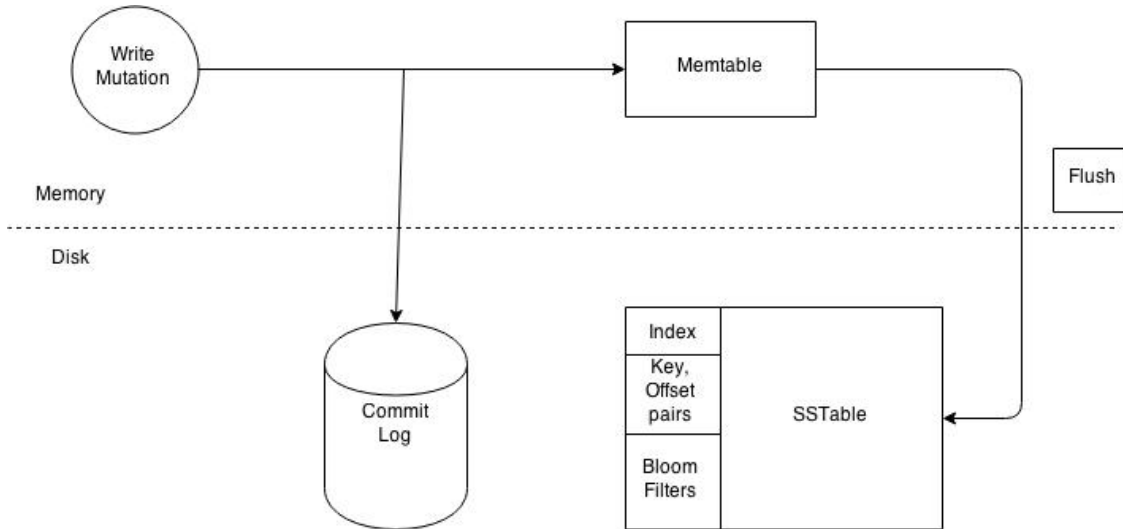 Write
Mutation
Memtable
Flush
Memory
Disk
Index
Key,
Offset
pairs
SSTable
Commit
Log
Bloom
Filters